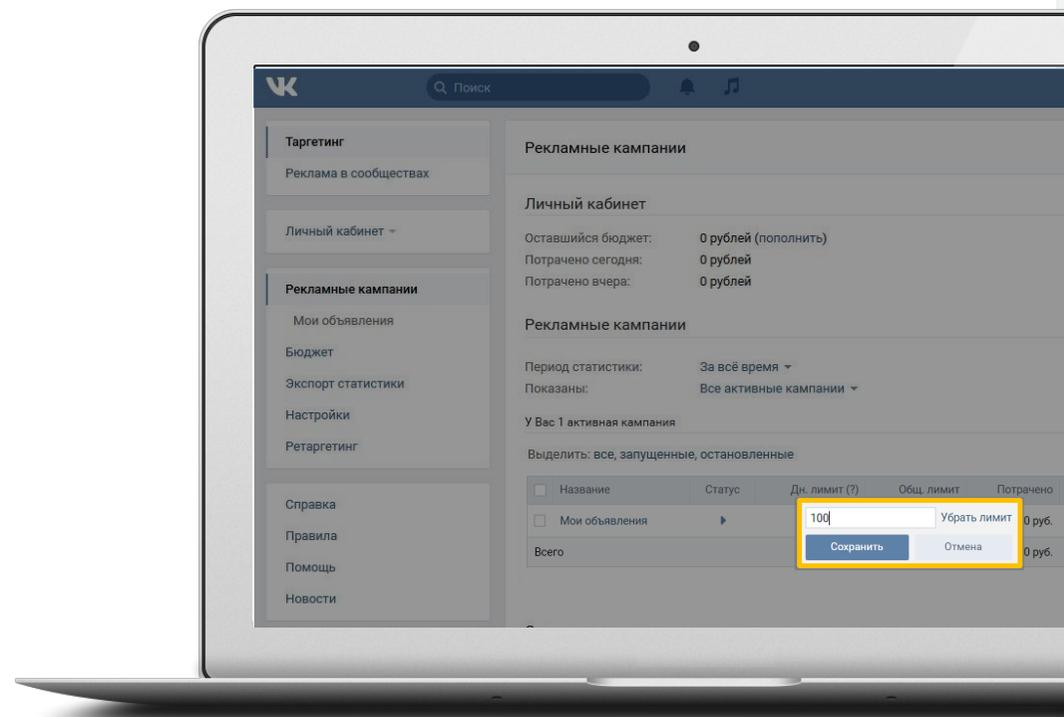 VK
Поиск
Таргетинг
Реклама в сообществах
Личный кабинет
Рекламные кампании
Мои объявления
Бюджет
Экспорт статистики
Настройки
Ретаргетинг
Справка
Правила
Помощь
Новости
Рекламные кампании
Личный кабинет
Оставшийся бюджет: 0 рублей (пополнить)
Потрачено сегодня: 0 рублей
Потрачено вчера: 0 рублей
Рекламные кампании
Период статистики: За всё время
Показаны: Все активные кампании
У Вас 1 активная кампания
Выделить: все, запущенные, остановленные
Название Статус Дн. лимит (?) Общ. лимит Потрачено
Мои объявления 100 Убрать лимит 0 руб.
Сохранить Отмена
Всего 0 руб.